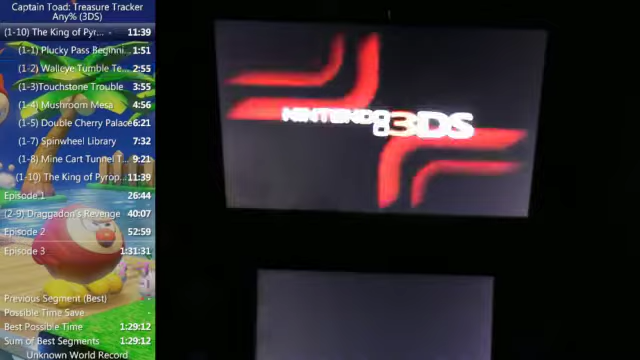 Captain Toad: Treasure Tracker
Any% (3DS)
(1-10) The King of Pyr... - 11:39
(1-1) Plucky Pass Beginni... 1:51
(1-2) Walleye Tumble Te... 2:55
(1-3)Touchstone Trouble 3:55
(1-4) Mushroom Mesa 4:56
(1-5) Double Cherry Palace 6:21
(1-7) Spinwheel Library 7:32
(1-8) Mine Cart Tunnel T... 9:21
(1-10) The King of Pyrop... 11:39
Episode 1 26:44
(2-9) Draggadon's Revenge 40:07
Episode 2 52:59
Episode 3 1:31:31
Previous Segment (Best) -
Possible Time Save -
Best Possible Time 1:29:12
Sum of Best Segments 1:29:12
Unknown World Record
NINTENDO 3DS